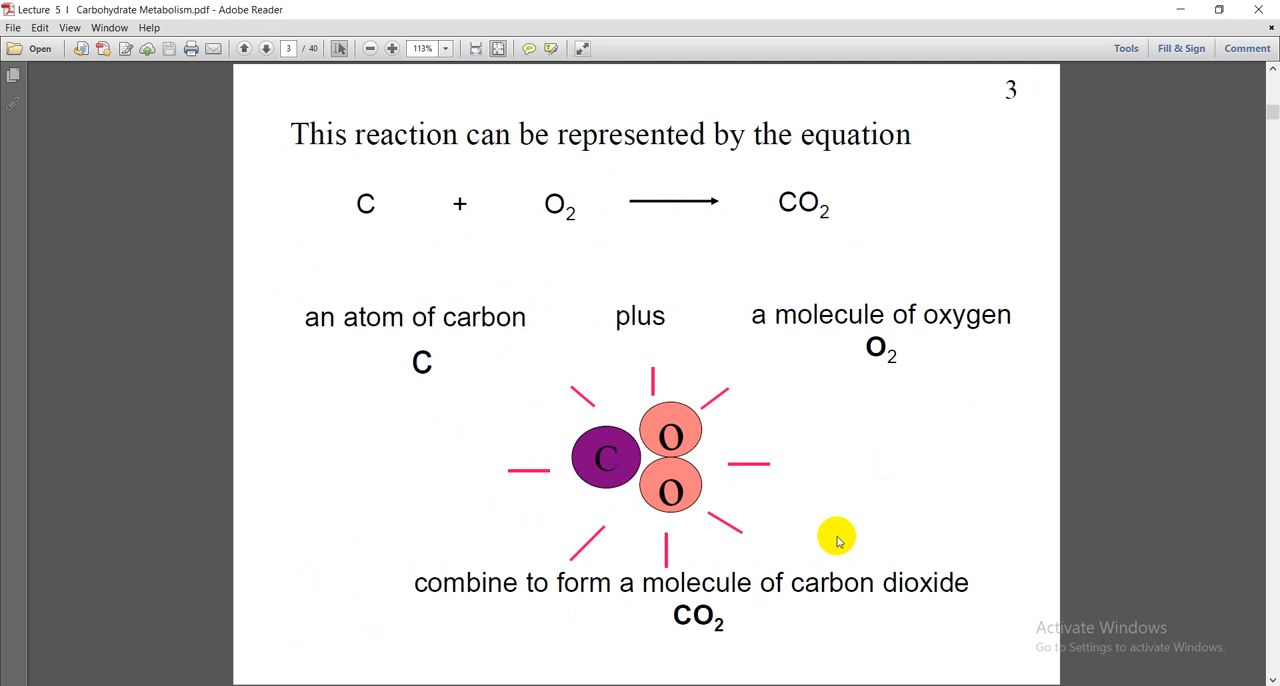 Lecture 5 I Carbohydrate Metabolism.pdf - Adobe Reader
File Edit View Window Help
Open 3 / 40 113% Tools Fill & Sign Comment
3
This reaction can be represented by the equation
C + O2 → CO2
an atom of carbon plus a molecule of oxygen
C O2
O
C
O
combine to form a molecule of carbon dioxide
CO2
Activate Windows
Go to Settings to activate Windows.